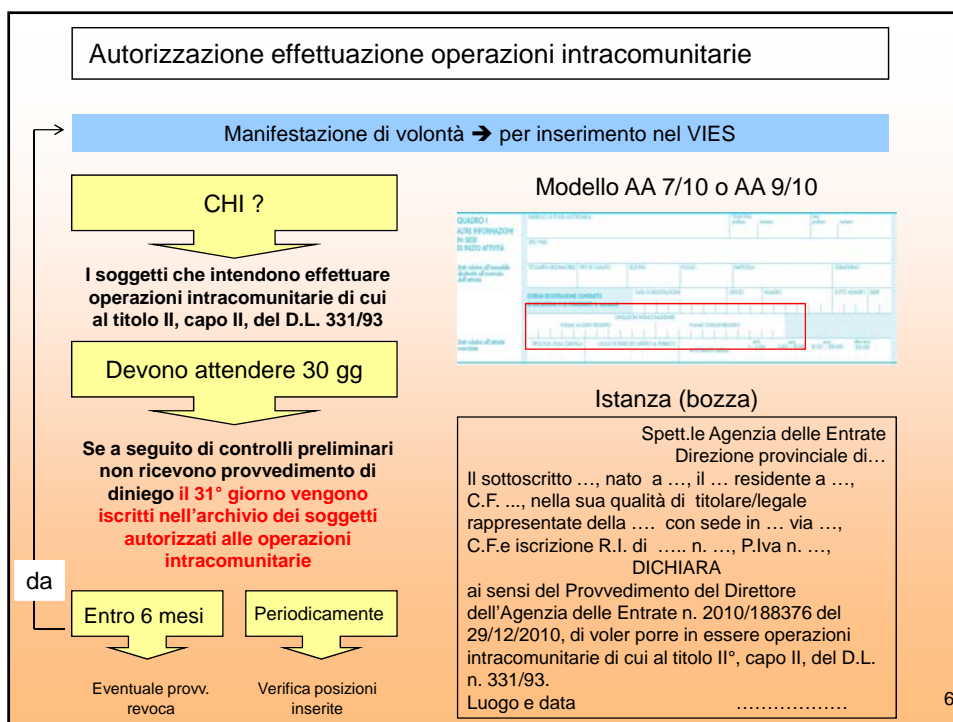 Autorizzazione effettuazione operazioni intracomunitarie
Manifestazione di volontà ➔ per inserimento nel VIES
CHI ?
I soggetti che intendono effettuare
operazioni intracomunitarie di cui
al titolo II, capo II, del D.L. 331/93
Devono attendere 30 gg
Se a seguito di controlli preliminari
non ricevono provvedimento di
diniego il 31° giorno vengono
iscritti nell'archivio dei soggetti
autorizzati alle operazioni
intracomunitarie
da
Entro 6 mesi
Periodicamente
Eventuale provv.
revoca
Verifica posizioni
inserite
Modello AA 7/10 o AA 9/10
QUADRO I
ALTRE INFORMAZIONI
IN SEDE
DI INIZIO ATTIVITÀ
Istanza (bozza)
Spett.le Agenzia delle Entrate
Direzione provinciale di…
Il sottoscritto …, nato a …, il … residente a …,
C.F. ..., nella sua qualità di titolare/legale
rappresentate della …. con sede in … via …,
C.F.e iscrizione R.I. di ….. n. …, P.Iva n. …,
DICHIARA
ai sensi del Provvedimento del Direttore
dell'Agenzia delle Entrate n. 2010/188376 del
29/12/2010, di voler porre in essere operazioni
intracomunitarie di cui al titolo II°, capo II, del D.L.
n. 331/93.
Luogo e data ………………
6